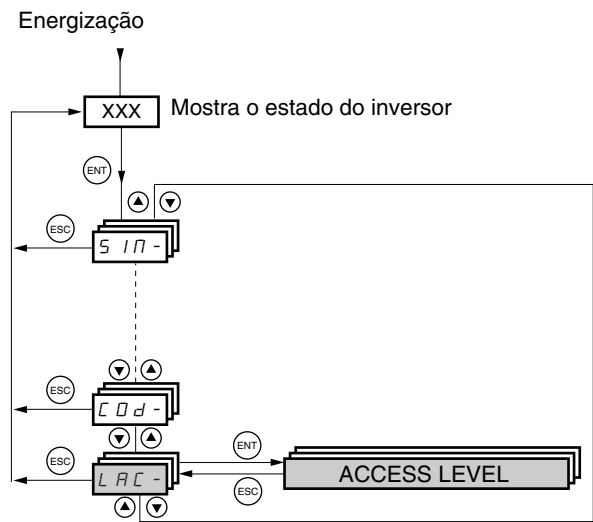 Energização
XXX Mostra o estado do inversor
ENT
ESC
SIM-
ESC
COd-
ENT
ESC
LAC- ACCESS LEVEL
ESC